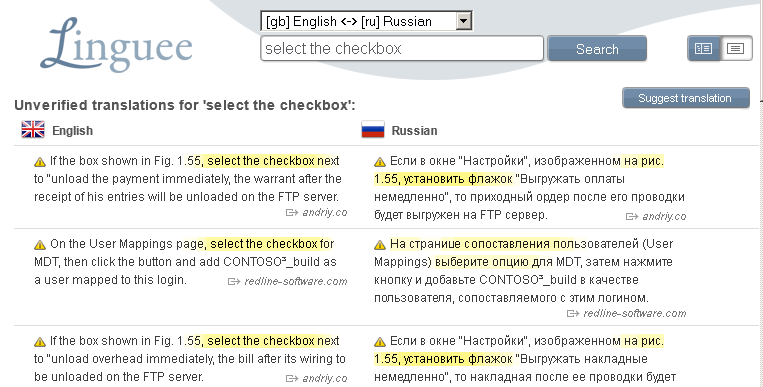 Linguee
[gb] English <-> [ru] Russian
select the checkbox
Search
Suggest translation
Unverified translations for 'select the checkbox':
English
Russian
If the box shown in Fig. 1.55, select the checkbox next
to "unload the payment immediately, the warrant after the
receipt of his entries will be unloaded on the FTP server.
andriy.co
Если в окне "Настройки", изображенном на рис.
1.55, установить флажок "Выгружать оплаты
немедленно", то приходный ордер после его проводки
будет выгружен на FTP сервер.
andriy.co
On the User Mappings page, select the checkbox for
MDT, then click the button and add CONTOSO³_build as
a user mapped to this login.
redline-software.com
На странице сопоставления пользователей (User
Mappings) выберите опцию для MDT, затем нажмите
кнопку и добавьте CONTOSO³_build в качестве
пользователя, сопоставляемого с этим логином.
redline-software.com
If the box shown in Fig. 1.55, select the checkbox next
to "unload overhead immediately, the bill after its wiring to
be unloaded on the FTP server.
andriy.co
Если в окне "Настройки", изображенном на рис.
1.55, установить флажок "Выгружать накладные
немедленно", то накладная после ее проводки будет